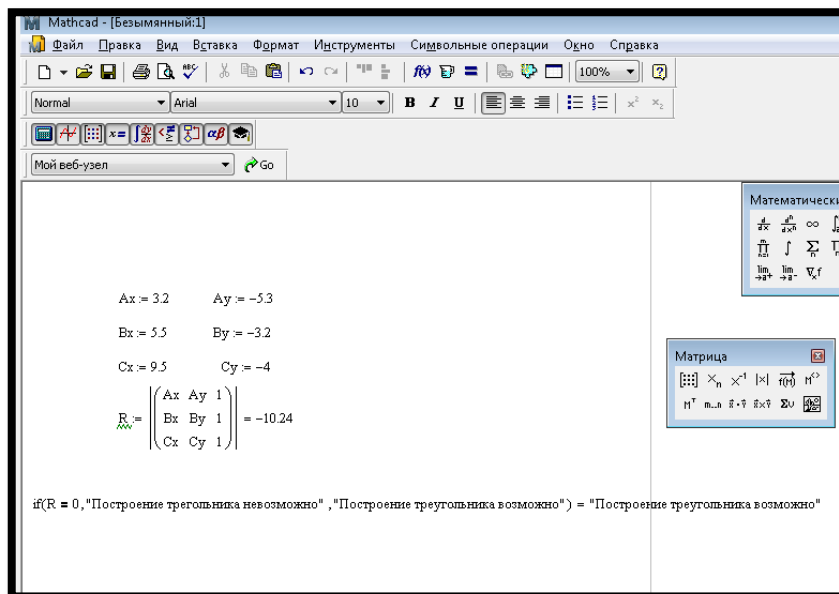 Mathcad - [Безымянный:1]
Файл Правка Вид Вставка Формат Инструменты Символьные операции Окно Справка
100%
Normal Arial 10 B I U
Мой веб-узел Go
Математически
Ax := 3.2 Ay := -5.3
Bx := 5.5 By := -3.2
Cx := 9.5 Cy := -4
Матрица
Ax Ay 1
R := Bx By 1 = -10.24
Cx Cy 1
if(R = 0,"Построение трегольника невозможно" ,"Построение треугольника возможно") = "Построение треугольника возможно"